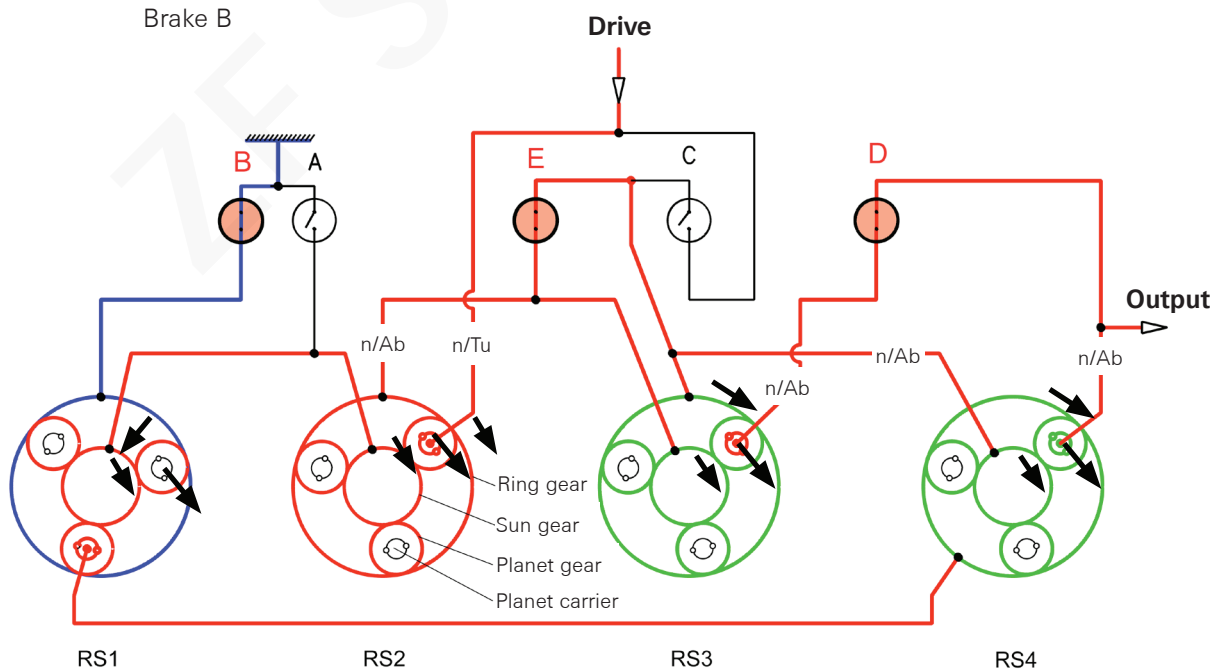 Brake B
Drive
B
A
E
C
D
Output
n/Ab
n/Tu
n/Ab
n/Ab
n/Ab
Ring gear
Sun gear
Planet gear
Planet carrier
RS1
RS2
RS3
RS4
ZF S